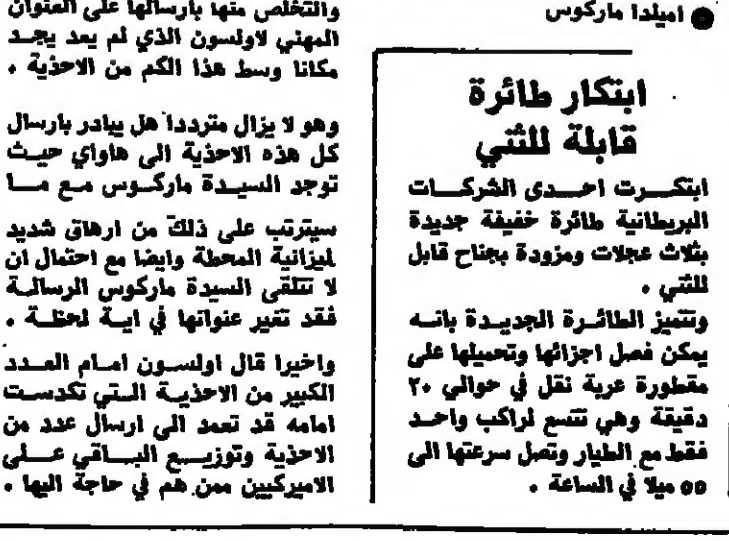 اميلدا ماركوس
ابتكار طائرة
قابلة للثني
ابتكرت احدى الشركات
البريطانية طائرة خفيفة جديدة
بثلاث عجلات ومزودة بجناح قابل
للثني .
وتتميز الطائرة الجديدة بانه
يمكن فصل اجزائها وتحميلها على
مقطورة عربة نقل في حوالي ٢٠
دقيقة وهي تتسع لراكب واحد
فقط مع الطيار وتصل سرعتها الى
٥٥ ميلا في الساعة .
والتخلص منها بارسالها على العنوان
المهني لاولسون الذي لم يعد يجد
مكانا وسط هذا الكم من الاحذية .
وهو لا يزال مترددا هل يبادر بارسال
كل هذه الاحذية الى هاواي حيث
توجد السيدة ماركوس مع ما
سيترتب على ذلك من ارهاق شديد
لميزانية المحطة وايضا مع احتمال ان
لا تتلقى السيدة ماركوس الرسالة
فقد تغير عنوانها في اية لحظة .
واخيرا قال اولسون امام العدد
الكبير من الاحذية التي تكدست
امامه قد تعمد الى ارسال عدد من
الاحذية وتوزيع الباقي على
الاميركيين ممن هم في حاجة اليها .